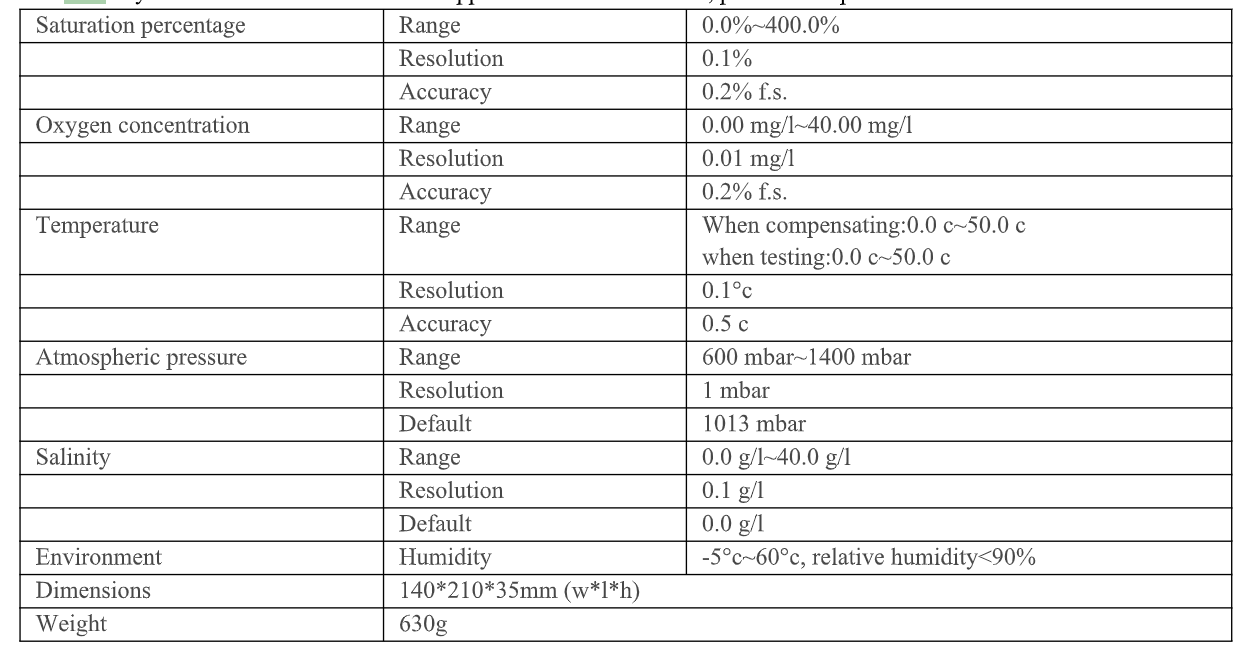 Saturation percentage Range 0.0%~400.0%
Resolution 0.1%
Accuracy 0.2% f.s.
Oxygen concentration Range 0.00 mg/l~40.00 mg/l
Resolution 0.01 mg/l
Accuracy 0.2% f.s.
Temperature Range When compensating:0.0 c~50.0 c
when testing:0.0 c~50.0 c
Resolution 0.1°c
Accuracy 0.5 c
Atmospheric pressure Range 600 mbar~1400 mbar
Resolution 1 mbar
Default 1013 mbar
Salinity Range 0.0 g/l~40.0 g/l
Resolution 0.1 g/l
Default 0.0 g/l
Environment Humidity -5°c~60°c, relative humidity<90%
Dimensions 140*210*35mm (w*l*h)
Weight 630g